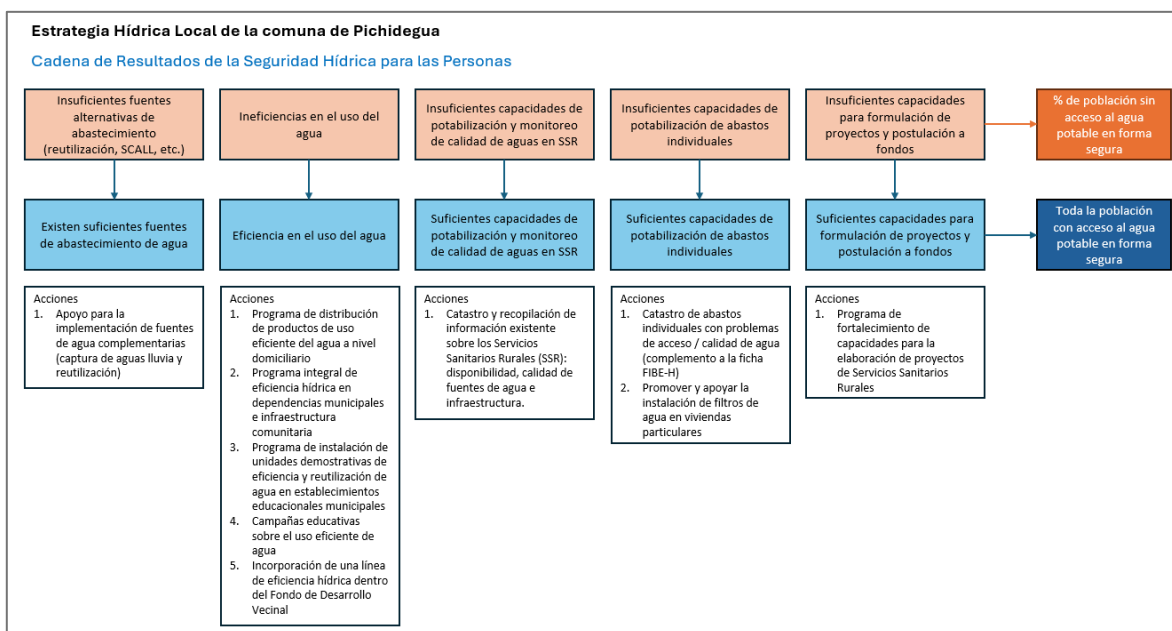 Estrategia Hídrica Local de la comuna de Pichidegua
Cadena de Resultados de la Seguridad Hídrica para las Personas
Insuficientes fuentes
alternativas de
abastecimiento
(reutilización, SCALL, etc.)
Ineficiencias en el uso del
agua
Insuficientes capacidades de
potabilización y monitoreo
de calidad de aguas en SSR
Insuficientes capacidades de
potabilización de abastos
individuales
Insuficientes capacidades
para formulación de
proyectos y postulación a
fondos
% de población sin
acceso al agua
potable en forma
segura
Existen suficientes fuentes
de abastecimiento de agua
Eficiencia en el uso del agua
Suficientes capacidades de
potabilización y monitoreo
de calidad de aguas en SSR
Suficientes capacidades de
potabilización de abastos
individuales
Suficientes capacidades para
formulación de proyectos y
postulación a fondos
Toda la población
con acceso al agua
potable en forma
segura
Acciones
1. Apoyo para la
implementación de fuentes
de agua complementarias
(captura de aguas lluvia y
reutilización)
Acciones
1. Programa de distribución
de productos de uso
eficiente del agua a nivel
domiciliario
2. Programa integral de
eficiencia hídrica en
dependencias municipales
e infraestructura
comunitaria
3. Programa de instalación de
unidades demostrativas de
eficiencia y reutilización de
agua en establecimientos
educacionales municipales
4. Campañas educativas
sobre el uso eficiente de
agua
5. Incorporación de una línea
de eficiencia hídrica dentro
del Fondo de Desarrollo
Vecinal
Acciones
1. Catastro y recopilación de
información existente
sobre los Servicios
Sanitarios Rurales (SSR):
disponibilidad, calidad de
fuentes de agua e
infraestructura.
Acciones
1. Catastro de abastos
individuales con problemas
de acceso / calidad de agua
(complemento a la ficha
FIBE-H)
2. Promover y apoyar la
instalación de filtros de
agua en viviendas
particulares
Acciones
1. Programa de
fortalecimiento de
capacidades para la
elaboración de proyectos
de Servicios Sanitarios
Rurales